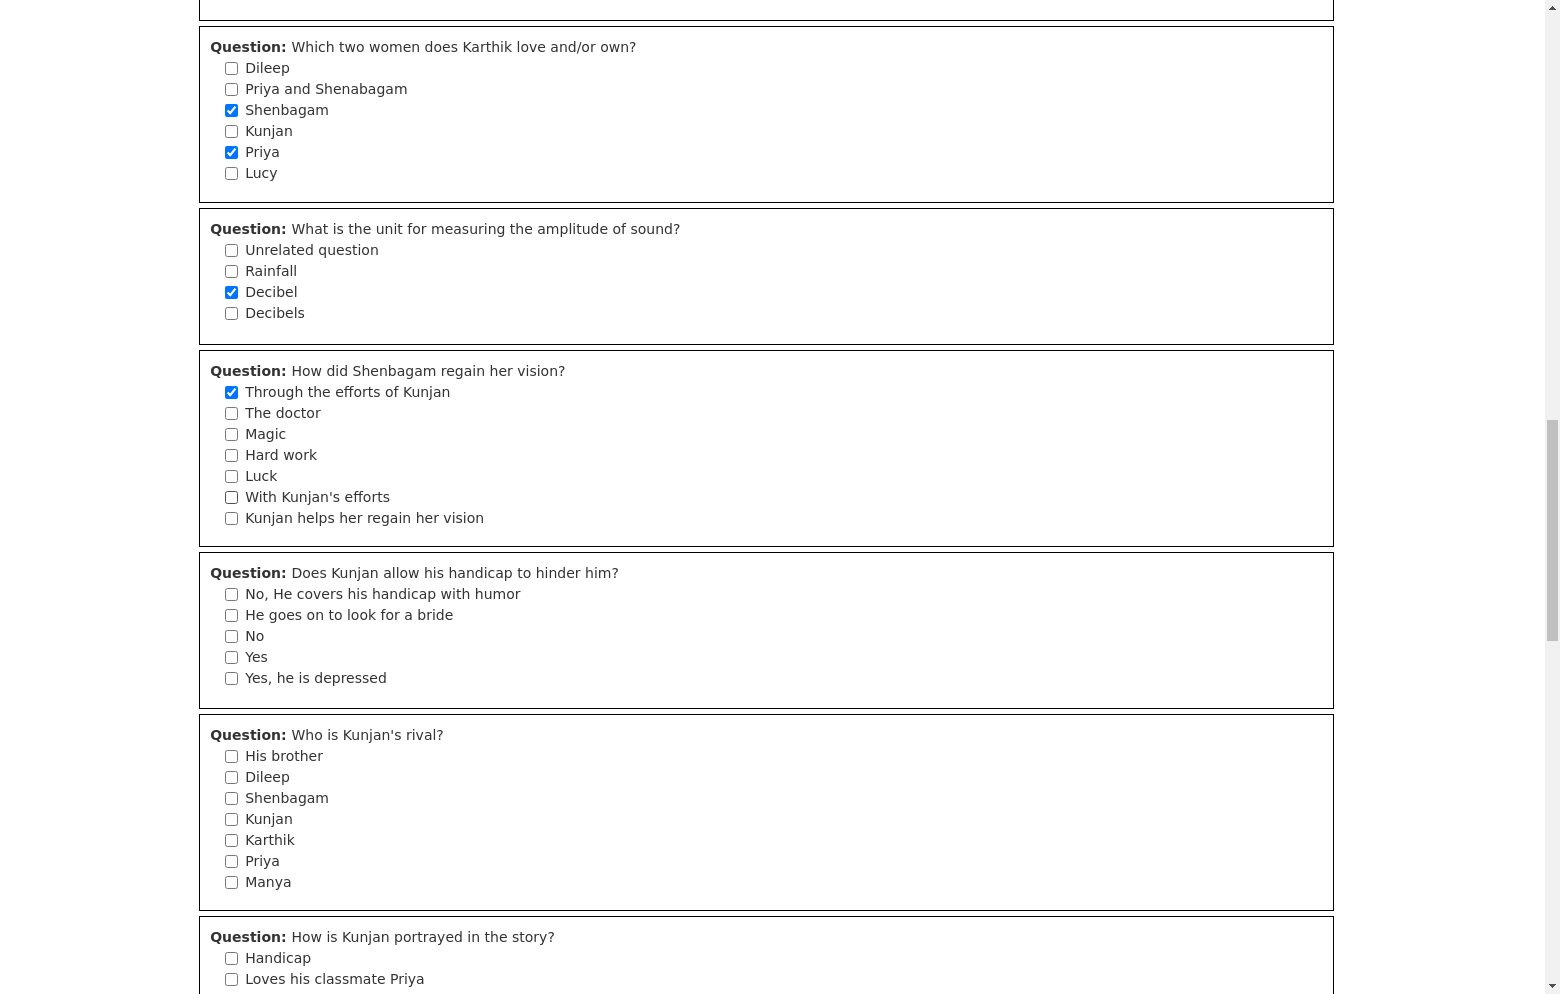 Question: Which two women does Karthik love and/or own?
Dileep
Priya and Shenabagam
Shenbagam
Kunjan
Priya
Lucy
Question: What is the unit for measuring the amplitude of sound?
Unrelated question
Rainfall
Decibel
Decibels
Question: How did Shenbagam regain her vision?
Through the efforts of Kunjan
The doctor
Magic
Hard work
Luck
With Kunjan's efforts
Kunjan helps her regain her vision
Question: Does Kunjan allow his handicap to hinder him?
No, He covers his handicap with humor
He goes on to look for a bride
No
Yes
Yes, he is depressed
Question: Who is Kunjan's rival?
His brother
Dileep
Shenbagam
Kunjan
Karthik
Priya
Manya
Question: How is Kunjan portrayed in the story?
Handicap
Loves his classmate Priya